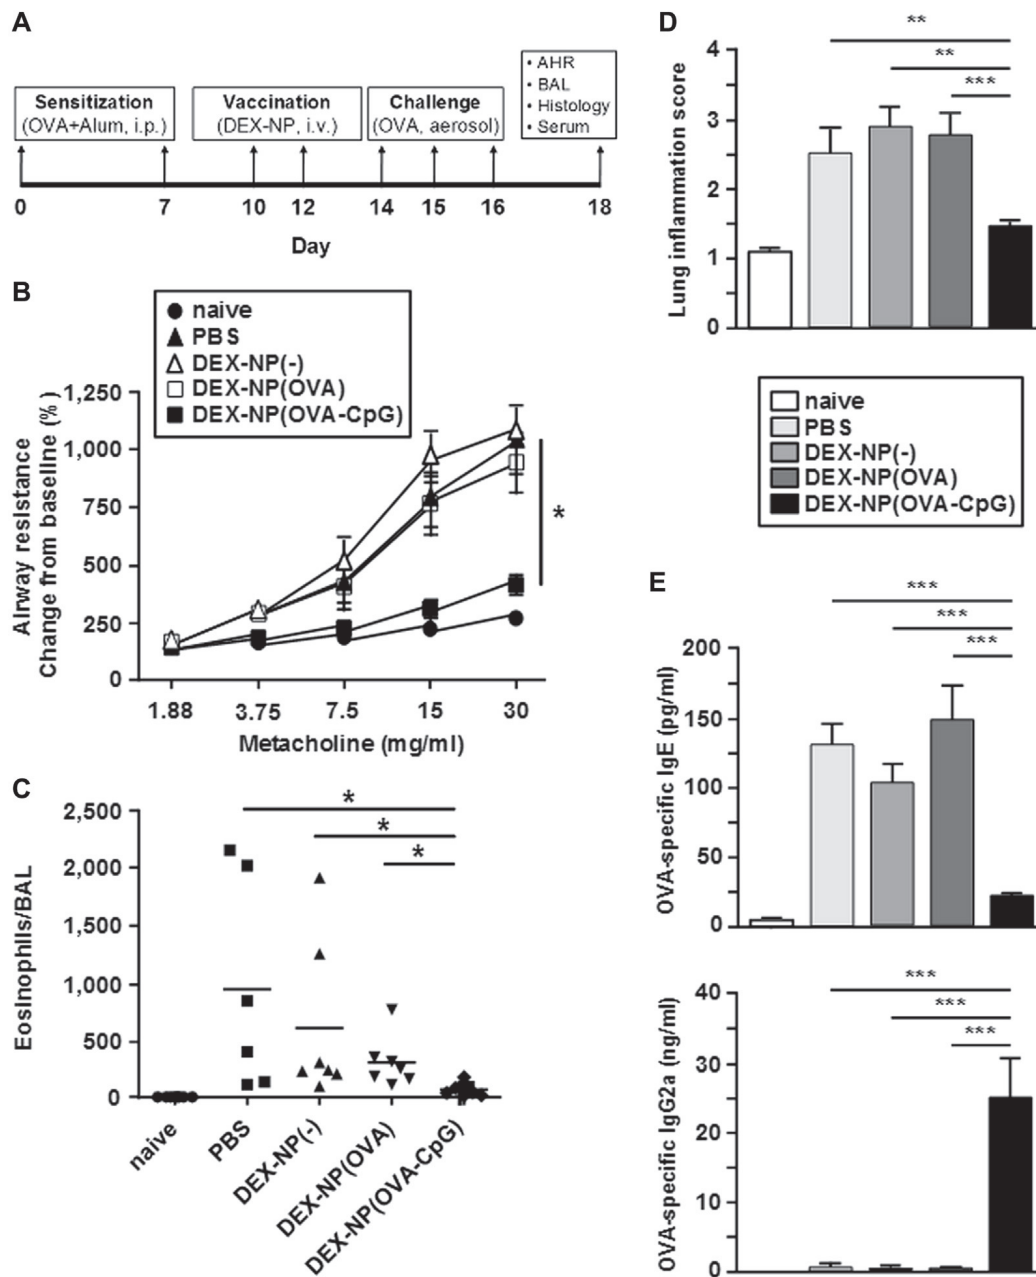 A
Sensitization
(OVA+Alum, i.p.)
Vaccination
(DEX-NP, i.v.)
Challenge
(OVA, aerosol)
• AHR
• BAL
• Histology
• Serum
0 7 10 12 14 15 16 18
Day
B
naive
PBS
DEX-NP(-)
DEX-NP(OVA)
DEX-NP(OVA-CpG)
Airway resistance
Change from baseline (%)
1,250
1,000
750
500
250
0
*
1.88 3.75 7.5 15 30
Metacholine (mg/ml)
C
Eosinophils/BAL
2,500
2,000
1,500
1,000
500
0
*
*
*
naive
PBS
DEX-NP(-)
DEX-NP(OVA)
DEX-NP(OVA-CpG)
D
**
**
***
Lung inflammation score
4
3
2
1
0
naive
PBS
DEX-NP(-)
DEX-NP(OVA)
DEX-NP(OVA-CpG)
E
***
***
***
OVA-specific IgE (pg/ml)
200
150
100
50
0
***
***
***
OVA-specific IgG2a (ng/ml)
40
30
20
10
0